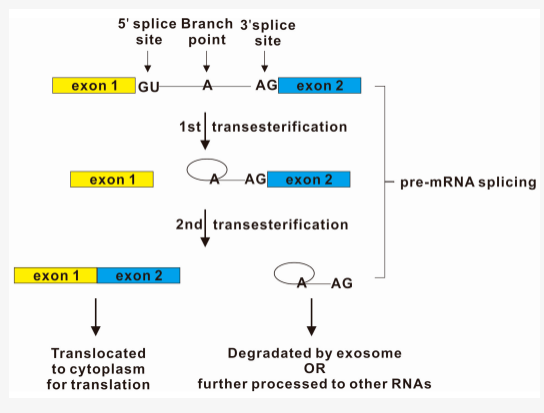 5' splice site
Branch point
3'splice site
exon 1
GU
A
AG
exon 2
1st transesterification
exon 1
A
AG
exon 2
pre-mRNA splicing
2nd transesterification
exon 1
exon 2
A
AG
Translocated
to cytoplasm
for translation
Degradated by exosome
OR
further processed to other RNAs